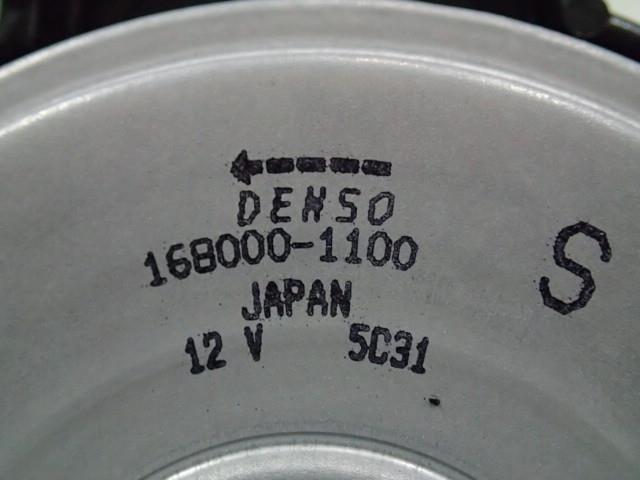 DENSO
168000-1100
S
JAPAN
12 V 5C31